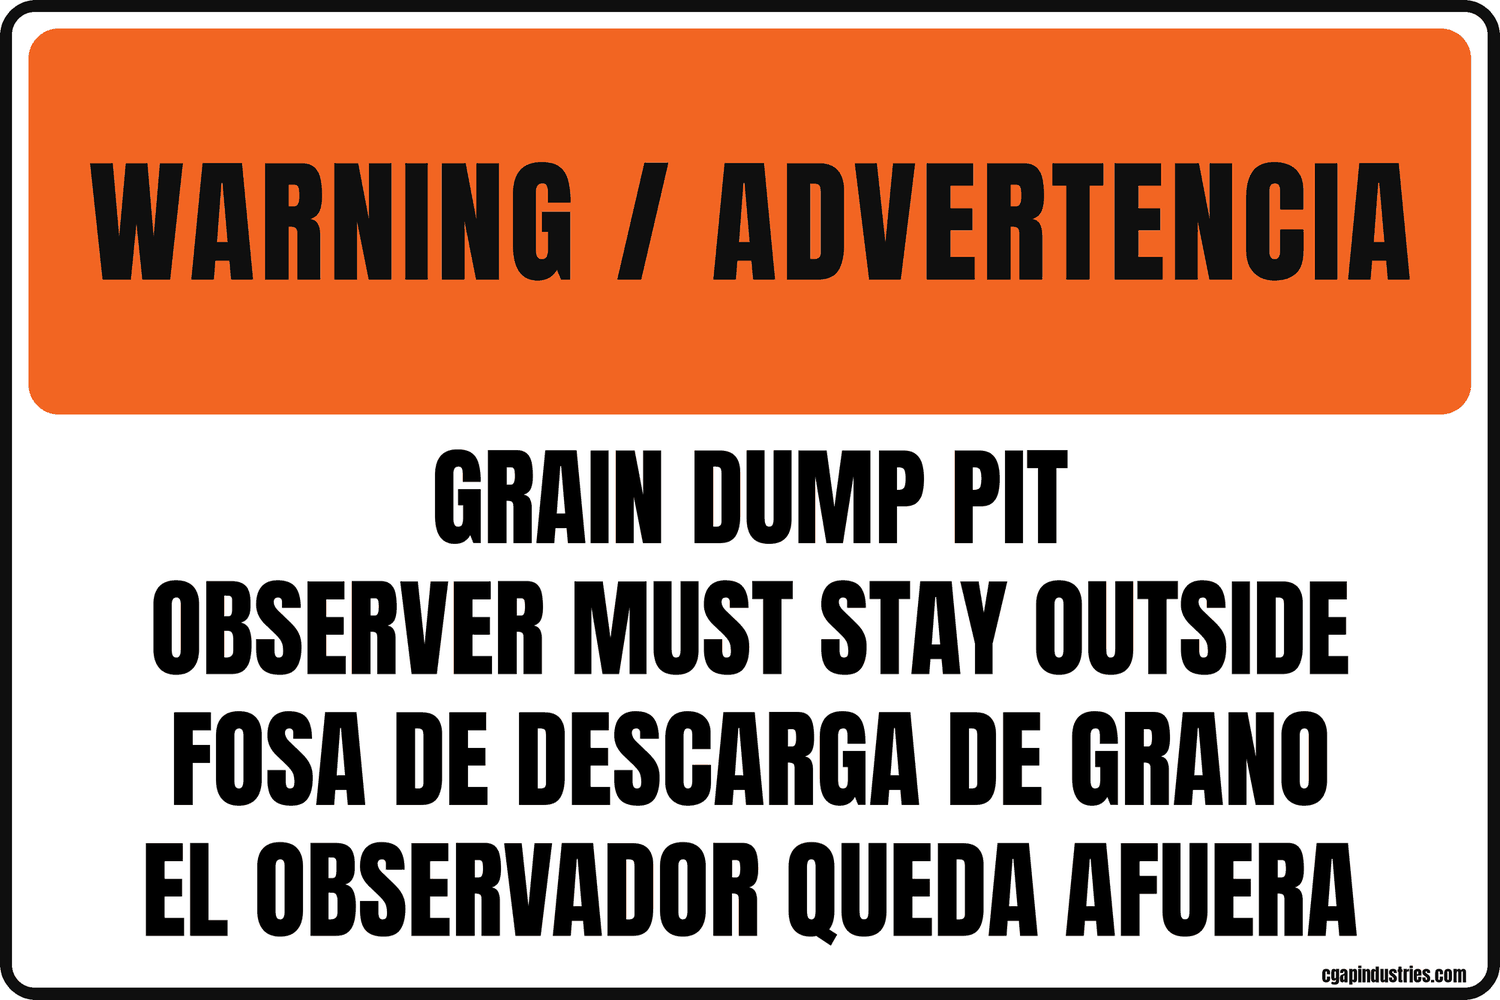 WARNING / ADVERTENCIA
GRAIN DUMP PIT
OBSERVER MUST STAY OUTSIDE
FOSA DE DESCARGA DE GRANO
EL OBSERVADOR QUEDA AFUERA
cgapindustries.com